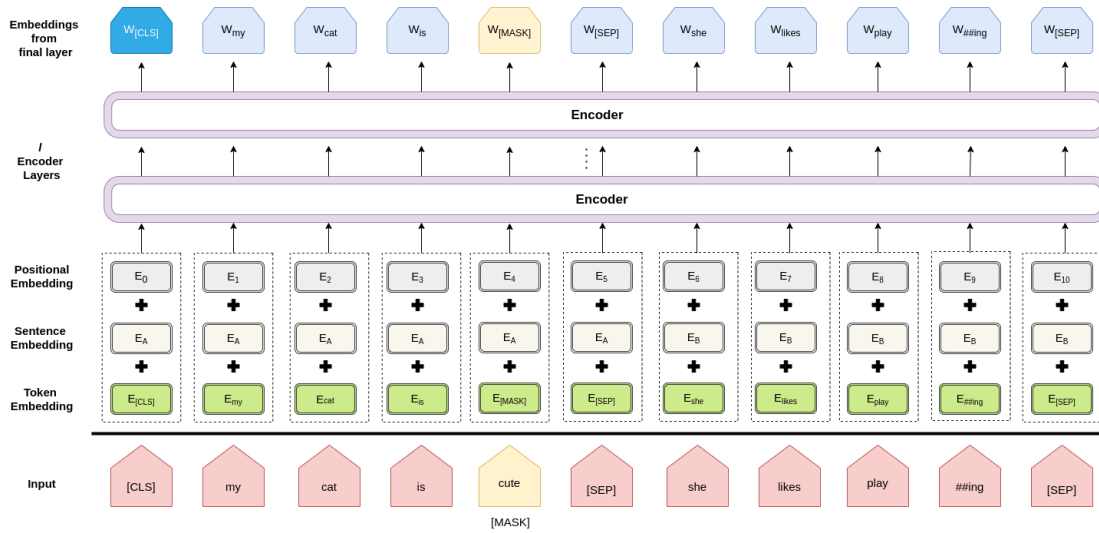 Embeddings
from
final layer
W[CLS] Wmy Wcat Wis W[MASK] W[SEP] Wshe Wlikes Wplay W##ing W[SEP]
Encoder
/
Encoder
Layers
Encoder
Positional
Embedding
E0 E1 E2 E3 E4 E5 E6 E7 E8 E9 E10
Sentence
Embedding
EA EA EA EA EA EA EB EB EB EB EB
Token
Embedding
E[CLS] Emy Ecat Eis E[MASK] E[SEP] Eshe Elikes Eplay E##ing E[SEP]
Input
[CLS] my cat is cute [SEP] she likes play ##ing [SEP]
[MASK]